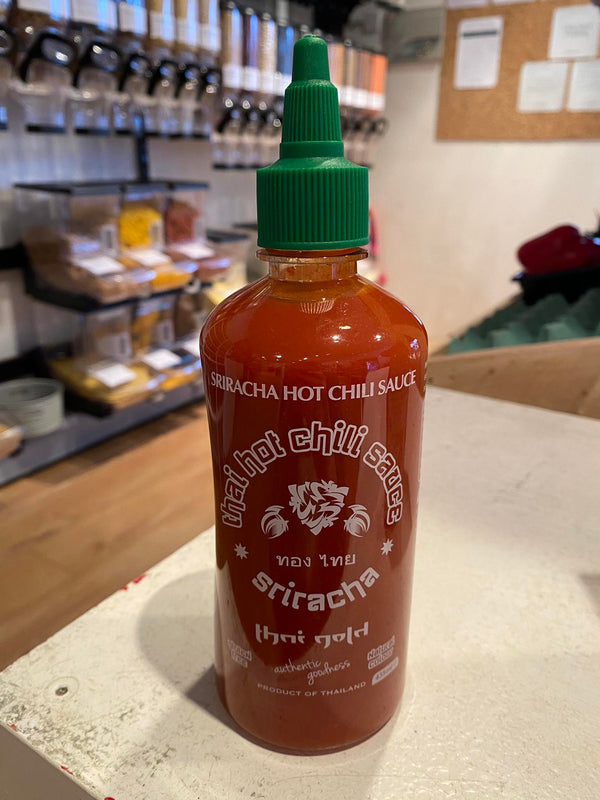 SRIRACHA HOT CHILI SAUCE
thai hot chili sauce
ทอง ไทย
sriracha
thai gold
authentic
goodness
PRODUCT OF THAILAND